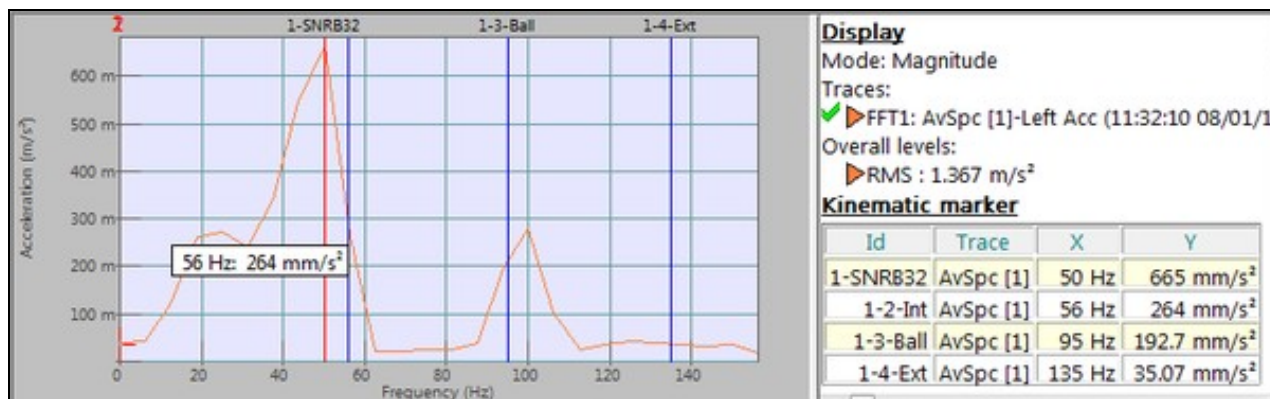 2 1-SNRB32 1-3-Ball 1-4-Ext
600 m
500 m
400 m
300 m
200 m
100 m
Acceleration (m/s²)
56 Hz: 264 mm/s²
0 20 40 60 80 100 120 140
Frequency (Hz)
Display
Mode: Magnitude
Traces:
FFT1: AvSpc [1]-Left Acc (11:32:10 08/01/1
Overall levels:
RMS : 1.367 m/s²
Kinematic marker
Id Trace X Y
1-SNRB32 AvSpc [1] 50 Hz 665 mm/s²
1-2-Int AvSpc [1] 56 Hz 264 mm/s²
1-3-Ball AvSpc [1] 95 Hz 192.7 mm/s²
1-4-Ext AvSpc [1] 135 Hz 35.07 mm/s²